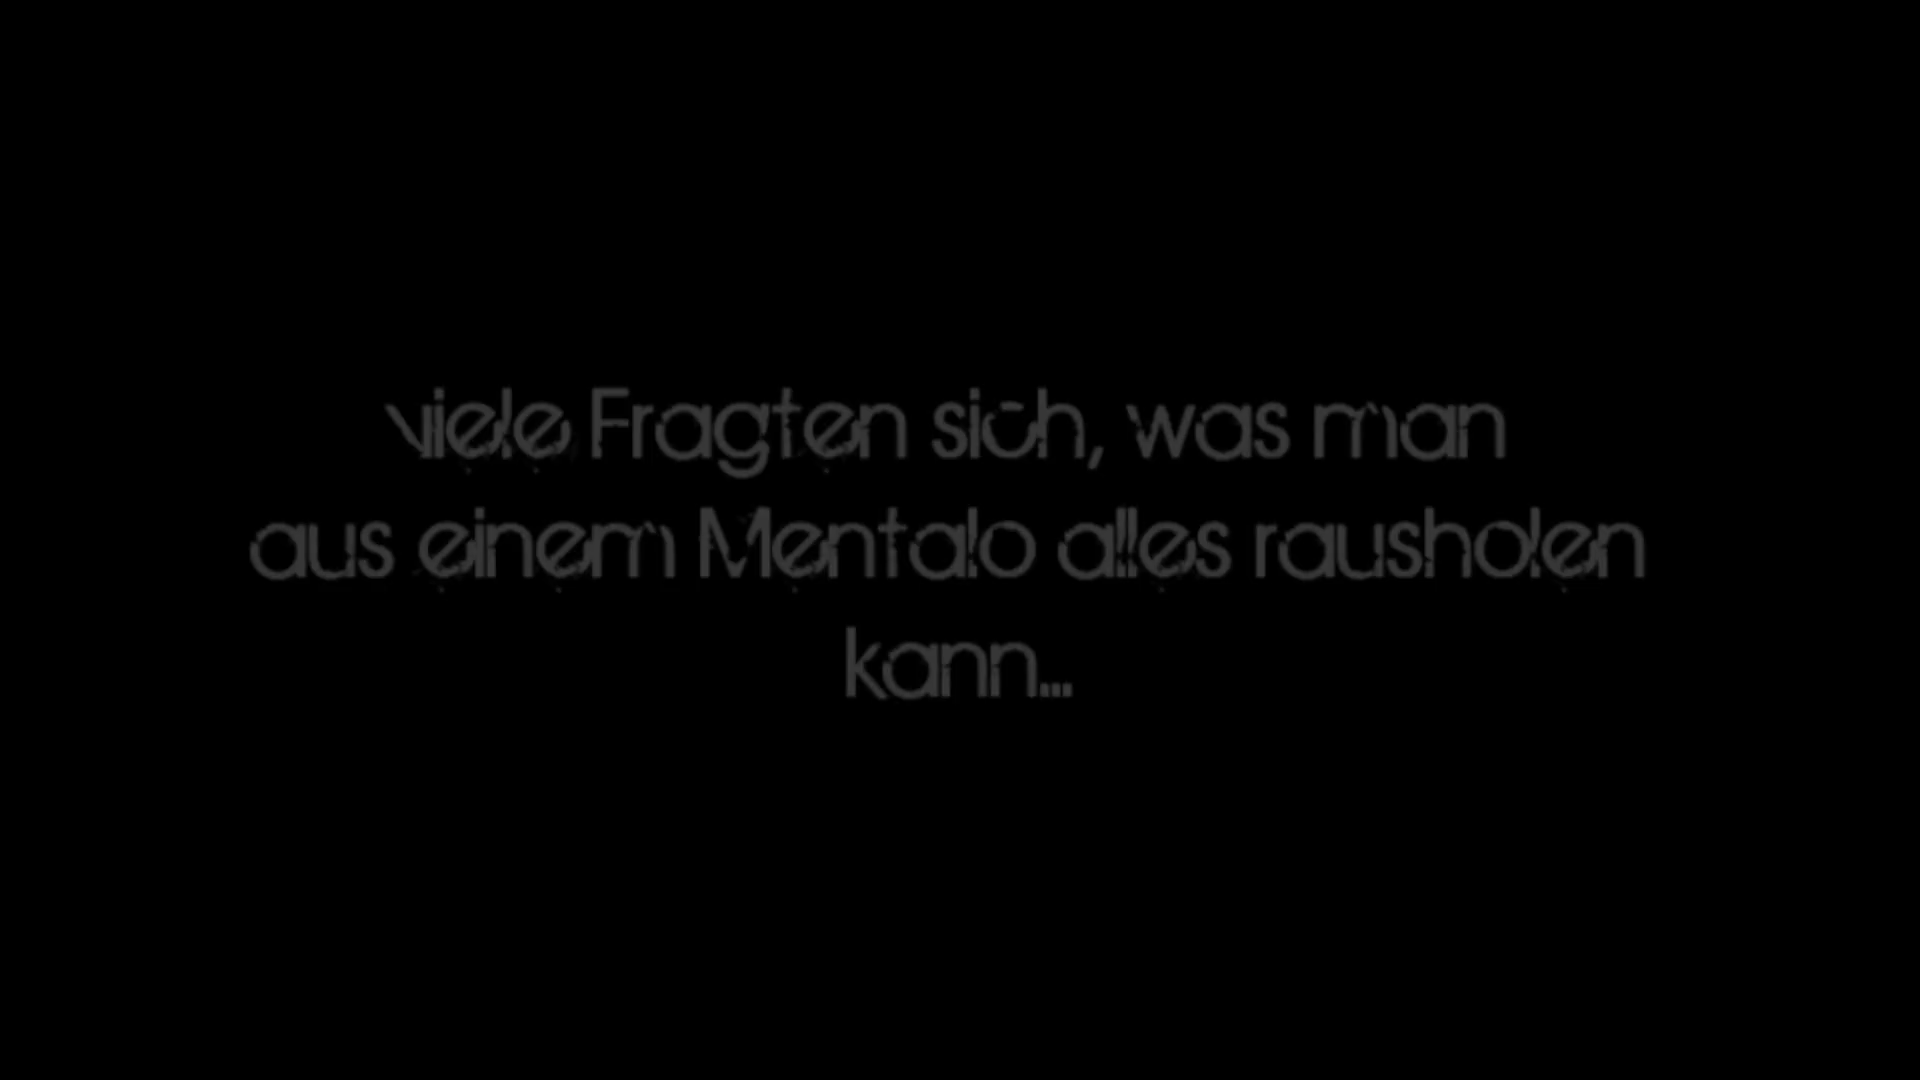 viele Fragten sich, was man
aus einem Mentalo alles rausholen
kann...